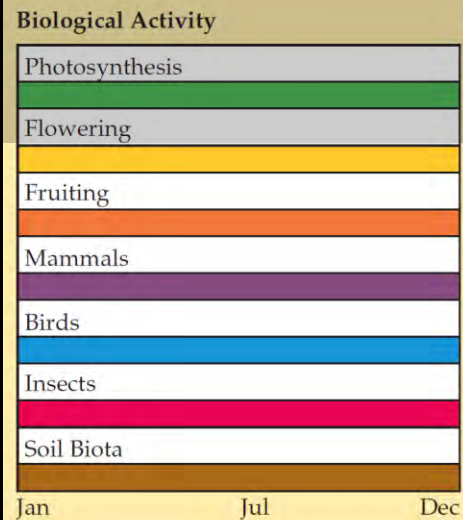 Biological Activity
Photosynthesis
Flowering
Fruiting
Mammals
Birds
Insects
Soil Biota
Jan Jul Dec